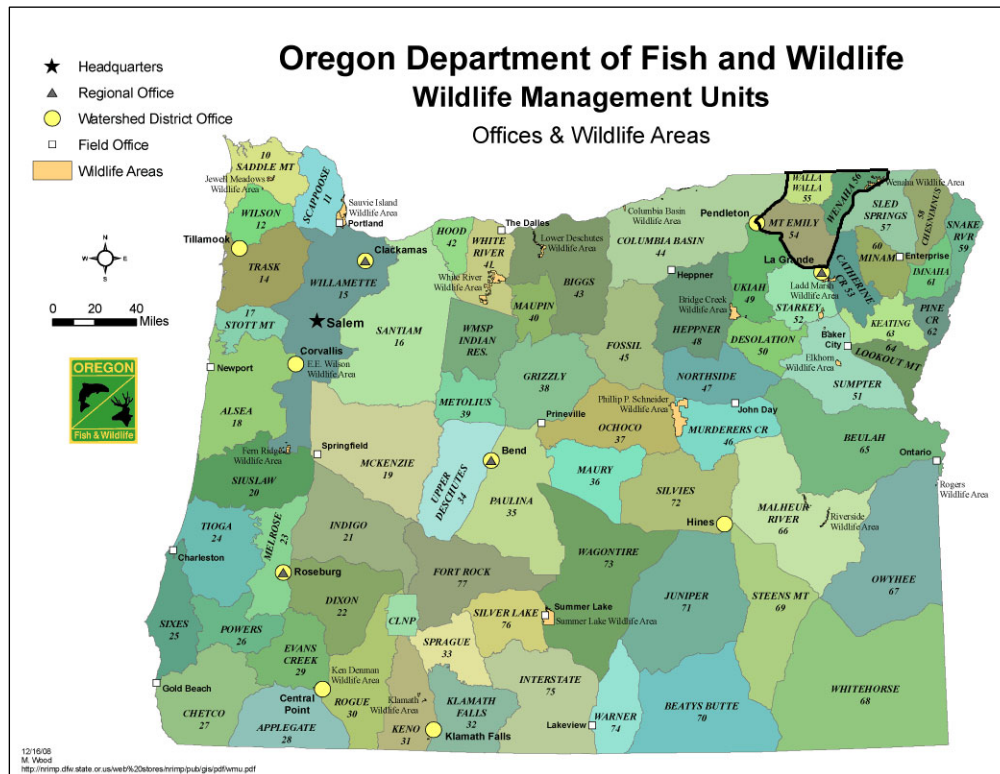 Oregon Department of Fish and Wildlife
Wildlife Management Units
Offices & Wildlife Areas
Headquarters
Regional Office
Watershed District Office
Field Office
Wildlife Areas
N
W E
S
40 20 0 40
Miles
OREGON
Fish & Wildlife
10
SADDLE MT
Jewell Meadows
Wildlife Area
SCAPPOOSE
11
Sauvie Island
Wildlife Area
Portland
WILSON
12
Tillamook
TRASK
14
Clackamas
WILLAMETTE
15
Salem
17
STOTT MT
Corvallis
E.E. Wilson
Wildlife Area
Newport
SANTIAM
16
HOOD
42
WHITE
RIVER
41
White River
Wildlife Area
The Dalles
Lower Deschutes
Wildlife Area
MAUPIN
40
BIGGS
43
Columbia Basin
Wildlife Area
COLUMBIA BASIN
44
Heppner
Pendleton
WALLA
WALLA
55
WENAHA 56
Wenaha Wildlife Area
MT EMILY
54
SLED
SPRINGS
57
CHESNIMNUS
58
SNAKE
RVR
59
60
MINAM
Enterprise
IMNAHA
61
La Grande
Ladd Marsh
Wildlife Area
CATHERINE
CR 53
UKIAH
49
Bridge Creek
Wildlife Area
STARKEY
52
PINE
CR
62
KEATING
63
64
LOOKOUT MT
Baker
City
Elkhorn
Wildlife Area
SUMPTER
51
DESOLATION
50
HEPPNER
48
FOSSIL
45
WMSP
INDIAN
RES.
GRIZZLY
38
METOLIUS
39
NORTHSIDE
47
Phillip P. Schneider
Wildlife Area
John Day
Prineville
OCHOCO
37
MURDERERS CR
46
BEULAH
65
Ontario
Rogers
Wildlife Area
ALSEA
18
Fern Ridge
Wildlife Area
Springfield
MCKENZIE
19
UPPER
DESCHUTES
34
Bend
PAULINA
35
MAURY
36
SILVIES
72
Hines
MALHEUR
RIVER
66
Riverside
Wildlife Area
OWYHEE
67
SIUSLAW
20
TIOGA
24
MELROSE
23
INDIGO
21
Charleston
Roseburg
DIXON
22
FORT ROCK
77
WAGONTIRE
73
JUNIPER
71
STEENS MT
69
SIXES
25
POWERS
26
CLNP
SILVER LAKE
76
Summer Lake
Summer Lake Wildlife Area
EVANS
CREEK
29
SPRAGUE
33
Gold Beach
CHETCO
27
Central
Point
Ken Denman
Wildlife Area
ROGUE
30
APPLEGATE
28
Klamath
Wildlife Area
KENO
31
KLAMATH
FALLS
32
Klamath Falls
INTERSTATE
75
Lakeview
WARNER
74
BEATYS BUTTE
70
WHITEHORSE
68
12/16/08
M. Wood
http://nrimp.dfw.state.or.us/web%20stores/nrimp/pub/gis/pdf/wmu.pdf